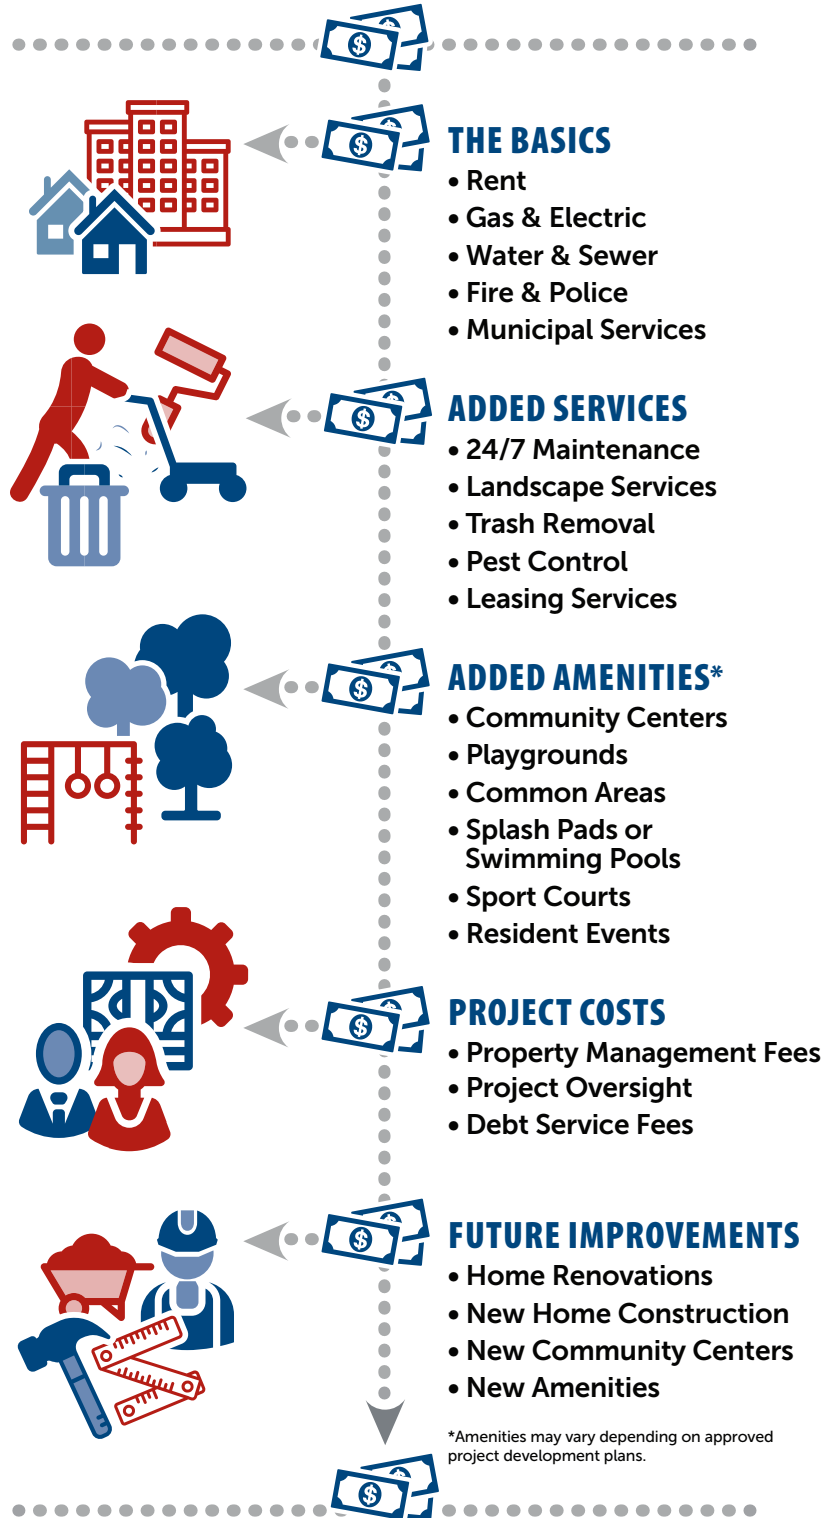 THE BASICS
• Rent
• Gas & Electric
• Water & Sewer
• Fire & Police
• Municipal Services
ADDED SERVICES
• 24/7 Maintenance
• Landscape Services
• Trash Removal
• Pest Control
• Leasing Services
ADDED AMENITIES*
• Community Centers
• Playgrounds
• Common Areas
• Splash Pads or
Swimming Pools
• Sport Courts
• Resident Events
PROJECT COSTS
• Property Management Fees
• Project Oversight
• Debt Service Fees
FUTURE IMPROVEMENTS
• Home Renovations
• New Home Construction
• New Community Centers
• New Amenities
*Amenities may vary depending on approved
project development plans.